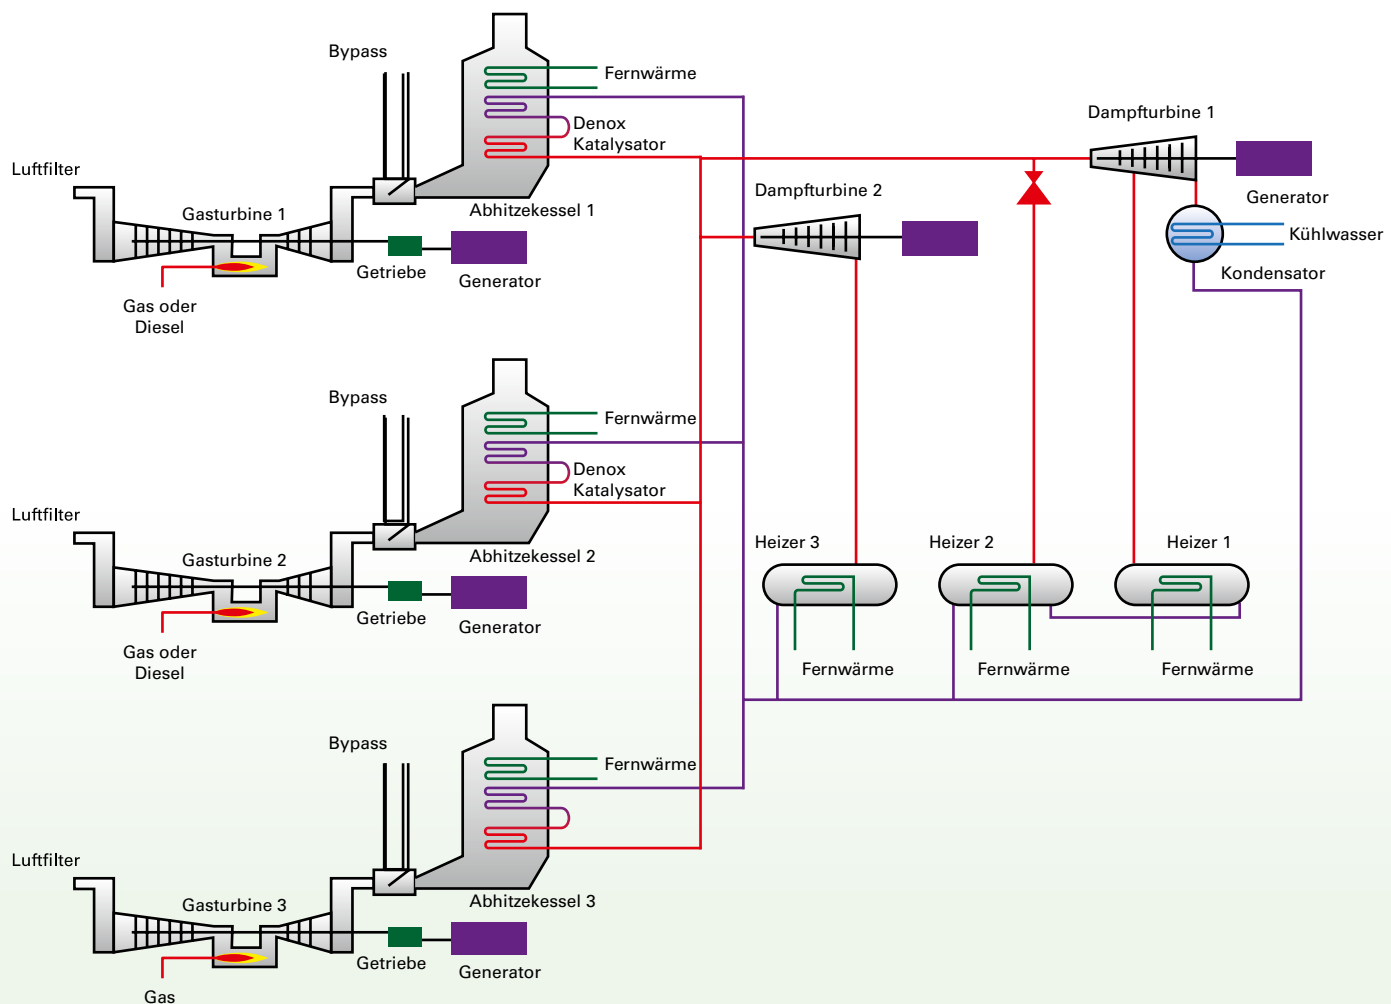 Bypass
Fernwärme
Denox
Katalysator
Luftfilter
Gasturbine 1
Abhitzekessel 1
Getriebe
Generator
Gas oder
Diesel
Dampfturbine 1
Generator
Dampfturbine 2
Kühlwasser
Kondensator
Bypass
Fernwärme
Denox
Katalysator
Luftfilter
Gasturbine 2
Abhitzekessel 2
Getriebe
Generator
Gas oder
Diesel
Heizer 3
Heizer 2
Heizer 1
Fernwärme
Fernwärme
Fernwärme
Bypass
Fernwärme
Luftfilter
Gasturbine 3
Abhitzekessel 3
Getriebe
Generator
Gas